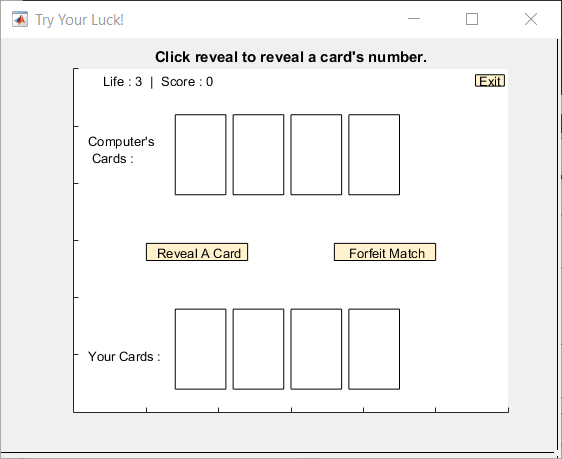 Try Your Luck!
Click reveal to reveal a card's number.
Life : 3 | Score : 0
Exit
Computer's
Cards :
Reveal A Card
Forfeit Match
Your Cards :